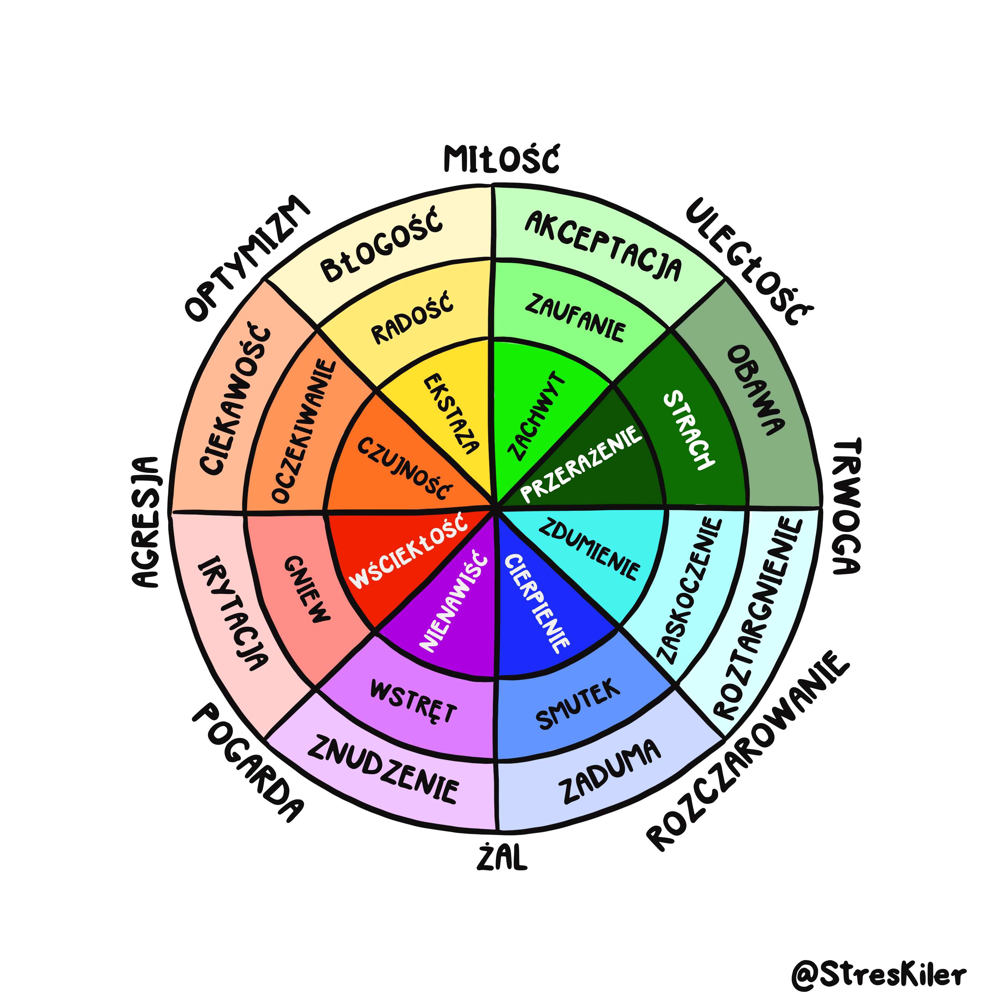 MIŁOŚĆ
OPTYMIZM
ULEGŁOŚĆ
BŁOGOŚĆ
AKCEPTACJA
RADOŚĆ
ZAUFANIE
EKSTAZA
ZACHWYT
CIEKAWOŚĆ
OCZEKIWANIE
CZUJNOŚĆ
PRZERAŻENIE
STRACH
OBAWA
AGRESJA
TRWOGA
IRYTACJA
GNIEW
WŚCIEKŁOŚĆ
ZDUMIENIE
ZASKOCZENIE
ROZTARGNIENIE
NIENAWIŚĆ
CIERPIENIE
WSTRĘT
SMUTEK
ZNUDZENIE
ZADUMA
POGARDA
ROZCZAROWANIE
ŻAL
@StresKiler